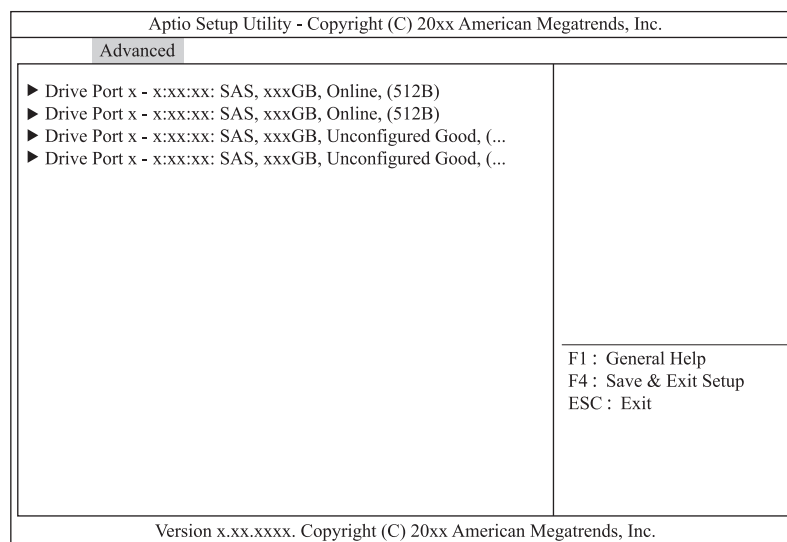 Aptio Setup Utility - Copyright (C) 20xx American Megatrends, Inc.
Advanced
▶ Drive Port x - x:xx:xx: SAS, xxxGB, Online, (512B)
▶ Drive Port x - x:xx:xx: SAS, xxxGB, Online, (512B)
▶ Drive Port x - x:xx:xx: SAS, xxxGB, Unconfigured Good, (...
▶ Drive Port x - x:xx:xx: SAS, xxxGB, Unconfigured Good, (...
F1 : General Help
F4 : Save & Exit Setup
ESC : Exit
Version x.xx.xxxx. Copyright (C) 20xx American Megatrends, Inc.